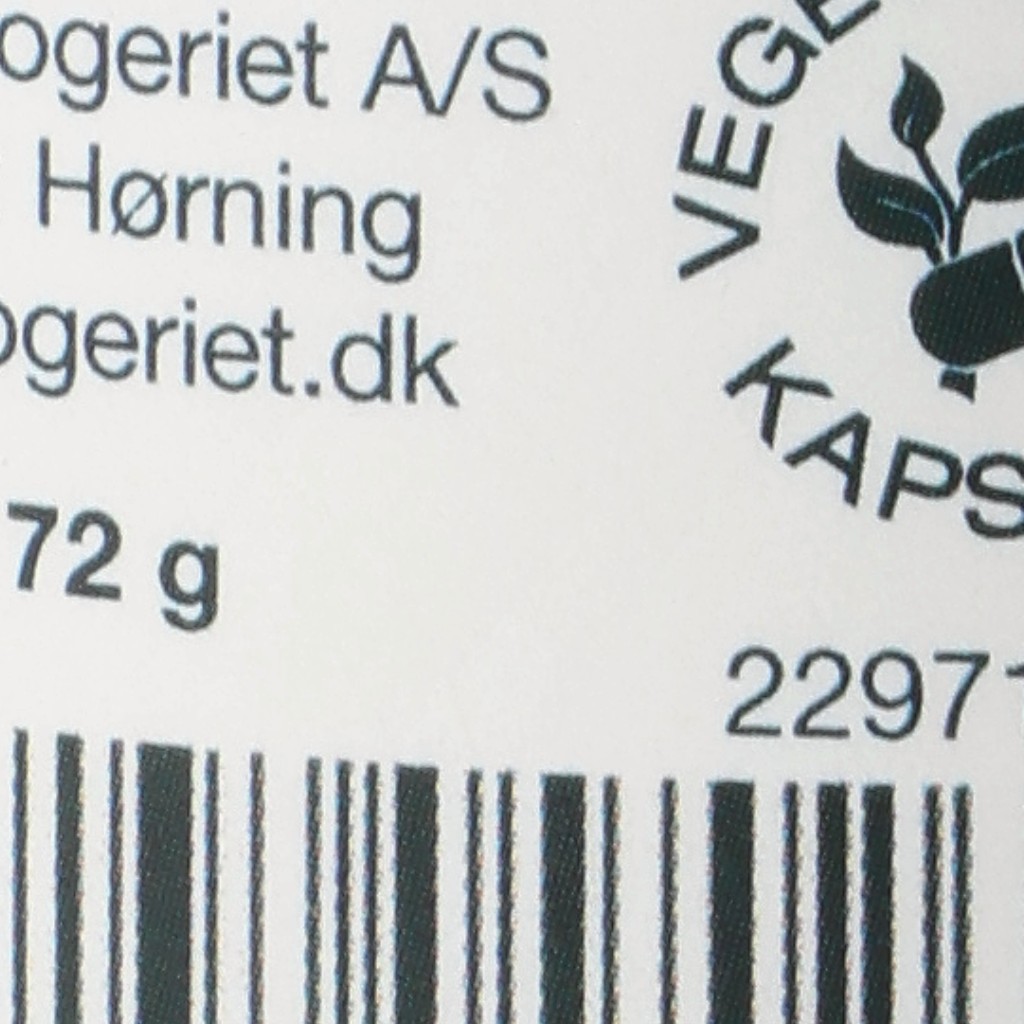 ogeriet A/S
Hørning
ogeriet.dk
72 g
VEGE
KAPS
2297